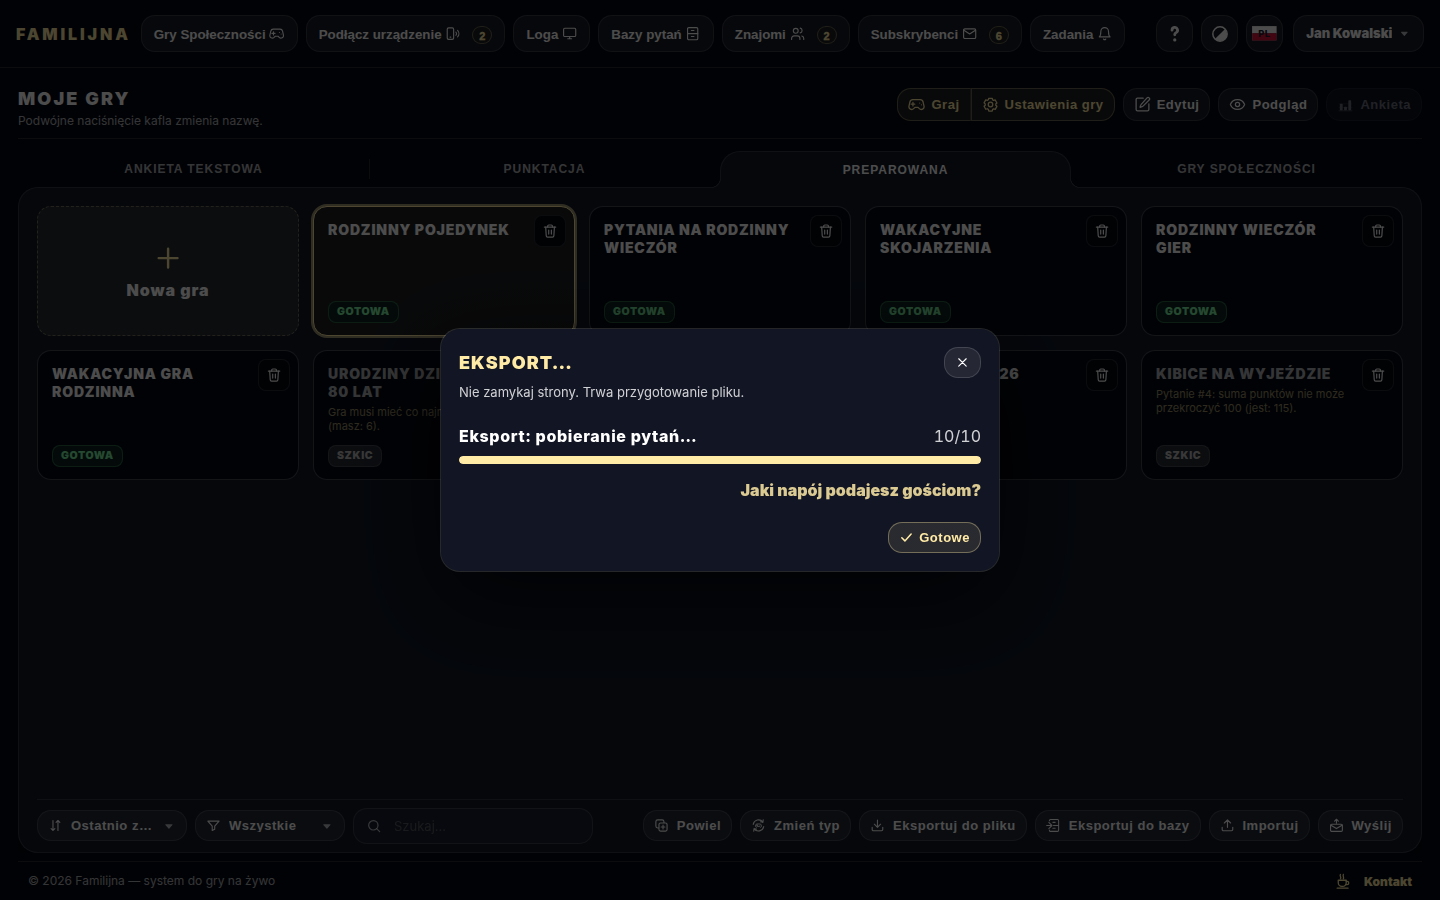 FAMILIJNA
Gry Społeczności
Podłącz urządzenie 2
Loga
Bazy pytań
Znajomi 2
Subskrybenci 6
Zadania
?
PL
Jan Kowalski
MOJE GRY
Podwójne naciśnięcie kafla zmienia nazwę.
Graj
Ustawienia gry
Edytuj
Podgląd
Ankieta
ANKIETA TEKSTOWA
PUNKTACJA
PREPAROWANA
GRY SPOŁECZNOŚCI
Nowa gra
RODZINNY POJEDYNEK
GOTOWA
PYTANIA NA RODZINNY
WIECZÓR
GOTOWA
WAKACYJNE
SKOJARZENIA
GOTOWA
RODZINNY WIECZÓR
GIER
GOTOWA
WAKACYJNA GRA
RODZINNA
GOTOWA
URODZINY
80 LAT
Gra musi mieć co
(masz: 6).
SZKIC
26
KIBICE NA WYJEŹDZIE
Pytanie #4: suma punktów nie może
przekroczyć 100 (jest: 115).
SZKIC
EKSPORT...
Nie zamykaj strony. Trwa przygotowanie pliku.
Eksport: pobieranie pytań... 10/10
Jaki napój podajesz gościom?
Gotowe
Ostatnio z...
Wszystkie
Szukaj...
Powiel
Zmień typ
Eksportuj do pliku
Eksportuj do bazy
Importuj
Wyślij
© 2026 Familijna — system do gry na żywo
Kontakt